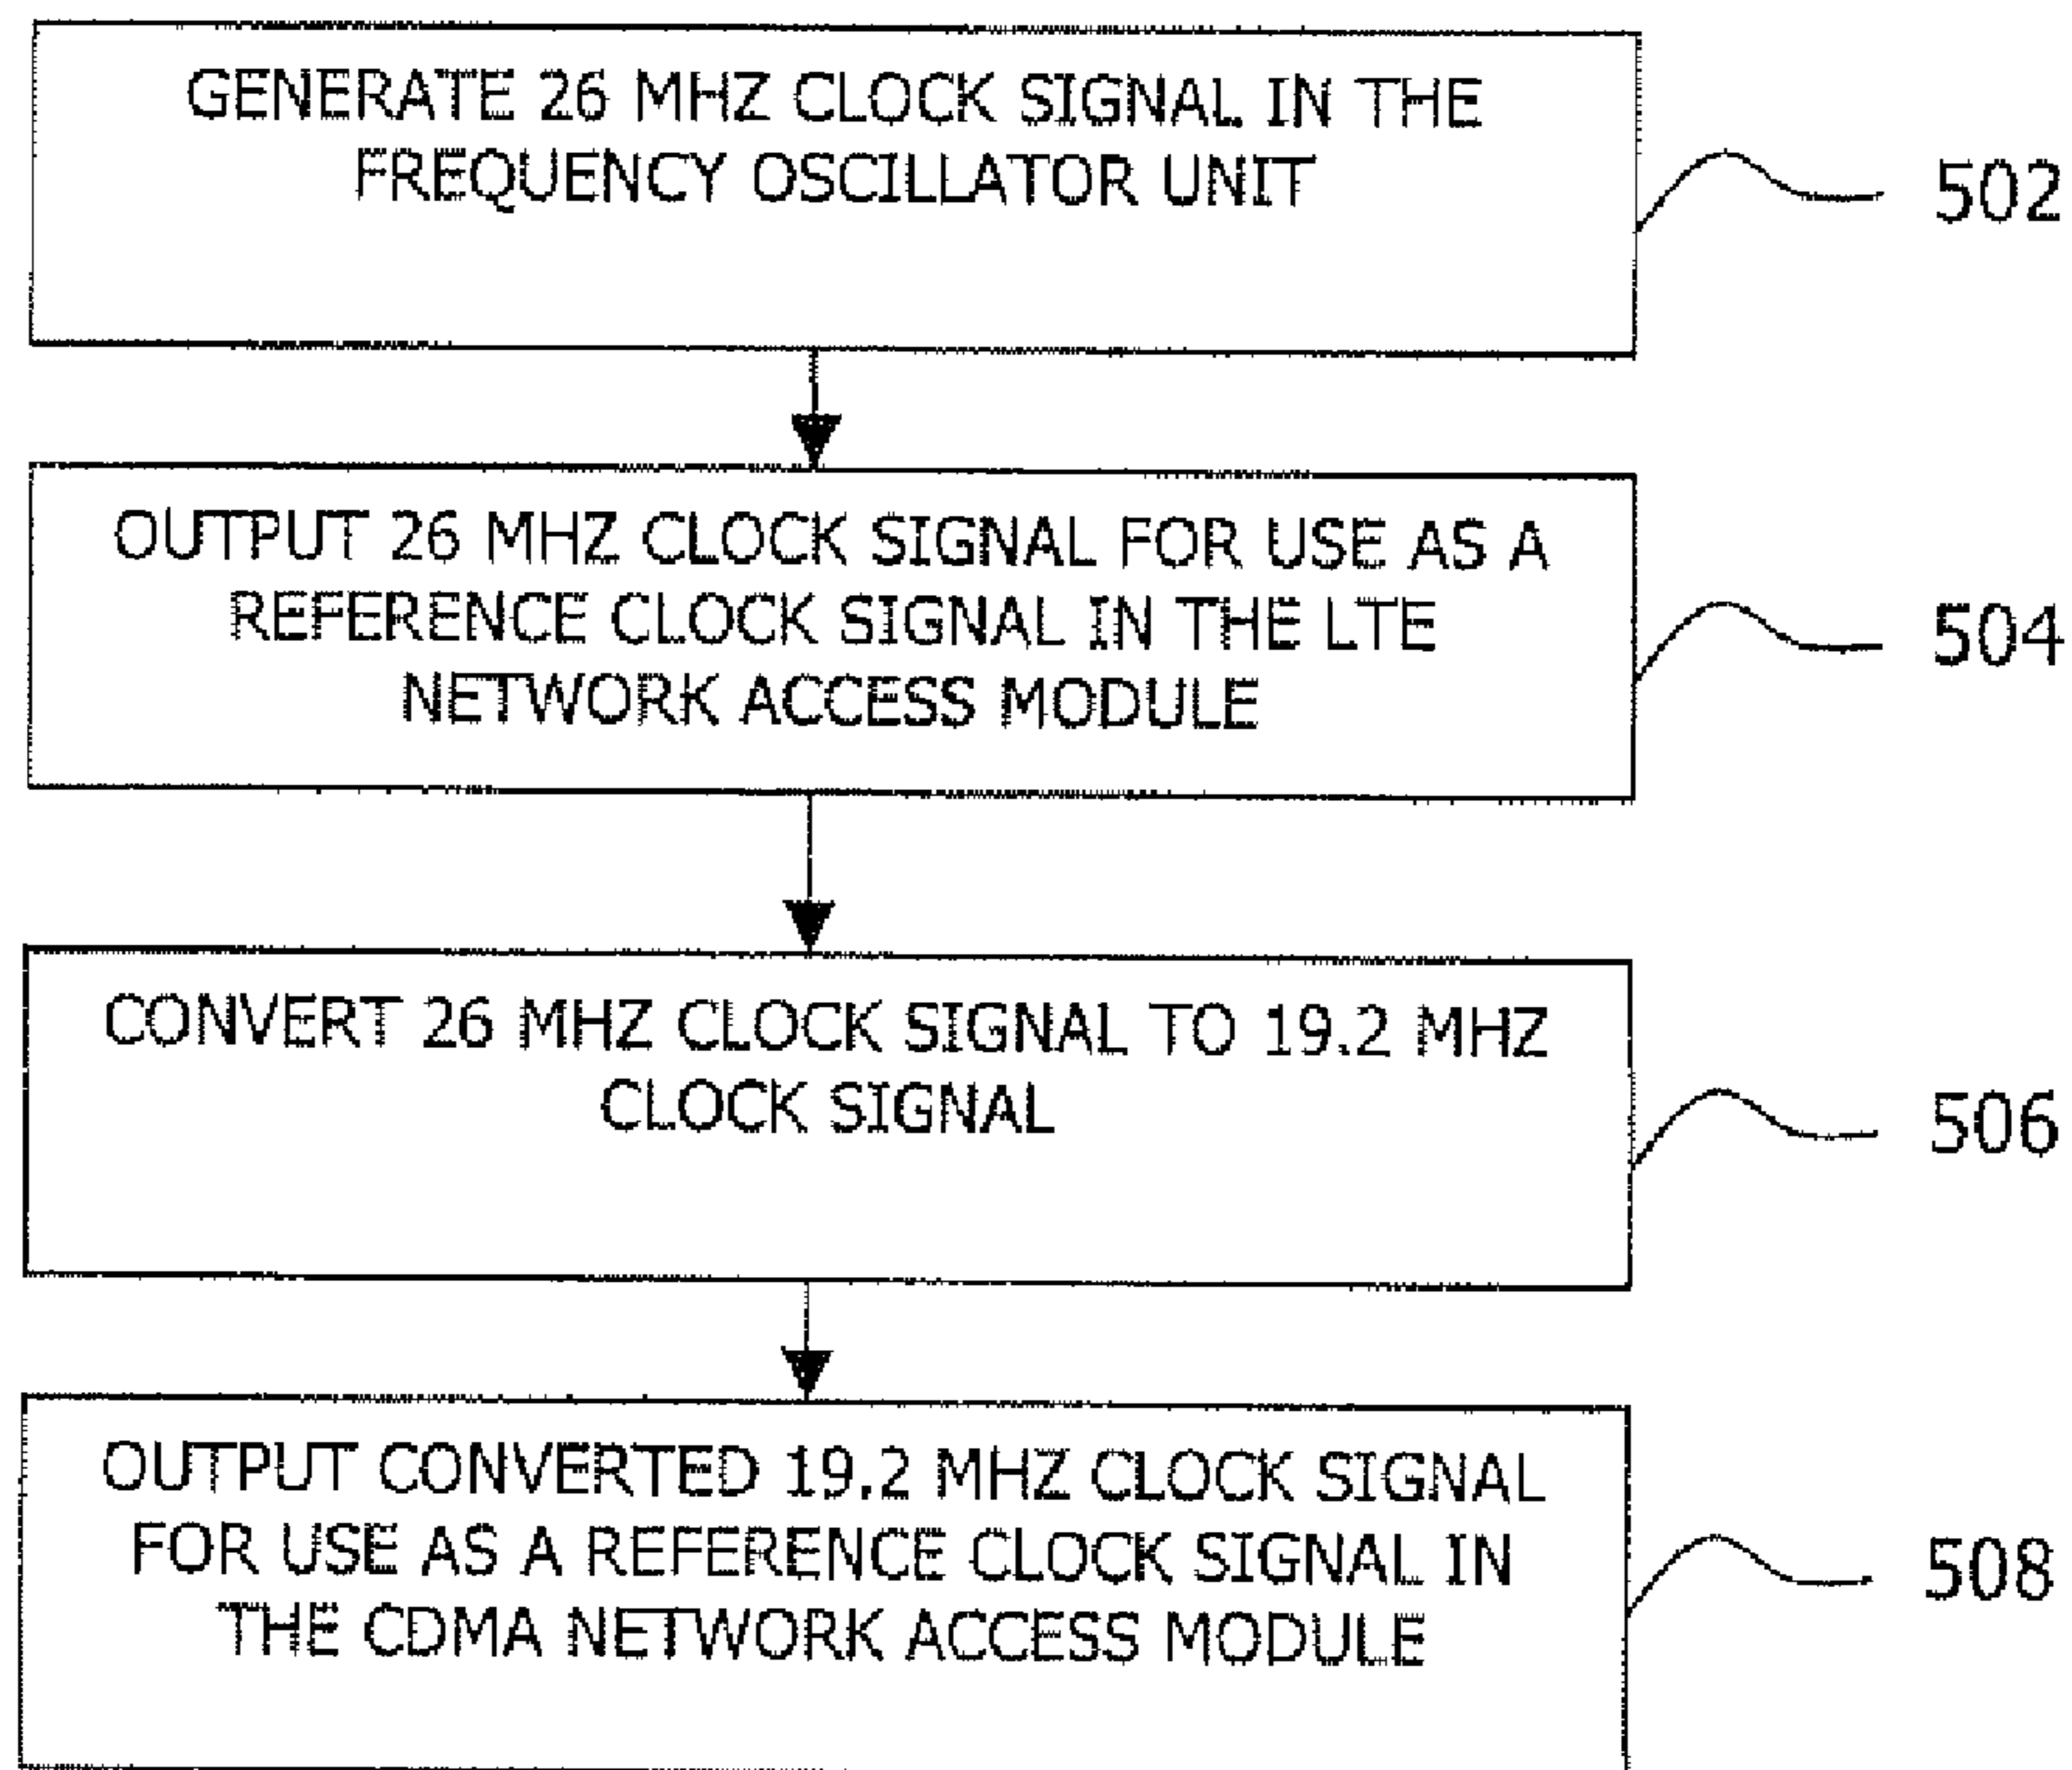 GENERATE 26 MHZ CLOCK SIGNAL IN THE
FREQUENCY OSCILLATOR UNIT
502
OUTPUT 26 MHZ CLOCK SIGNAL FOR USE AS A
REFERENCE CLOCK SIGNAL IN THE LTE
NETWORK ACCESS MODULE
504
CONVERT 26 MHZ CLOCK SIGNAL TO 19.2 MHZ
CLOCK SIGNAL
506
OUTPUT CONVERTED 19.2 MHZ CLOCK SIGNAL
FOR USE AS A REFERENCE CLOCK SIGNAL IN
THE CDMA NETWORK ACCESS MODULE
508